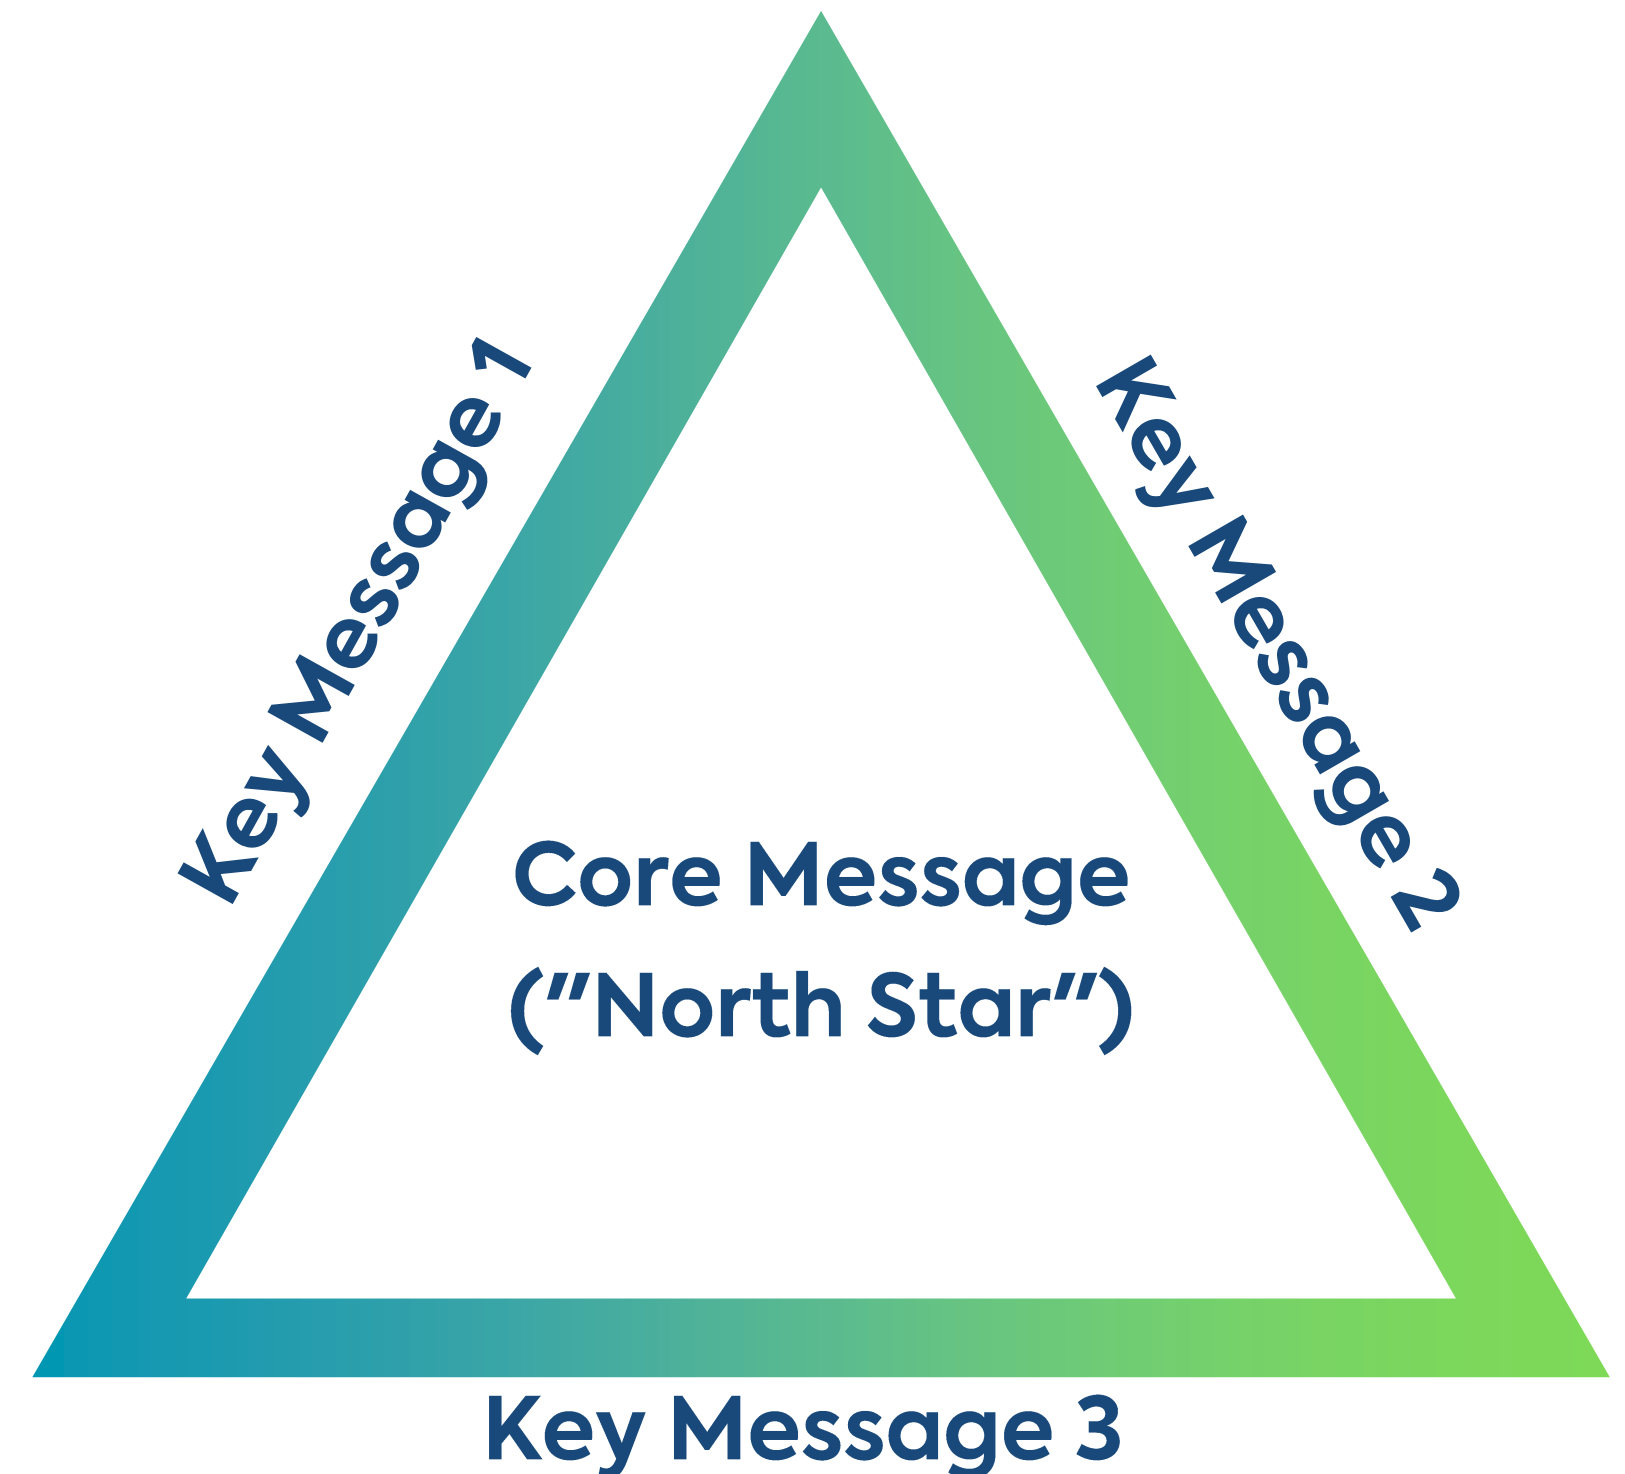 Key Message 1
Key Message 2
Core Message
("North Star")
Key Message 3